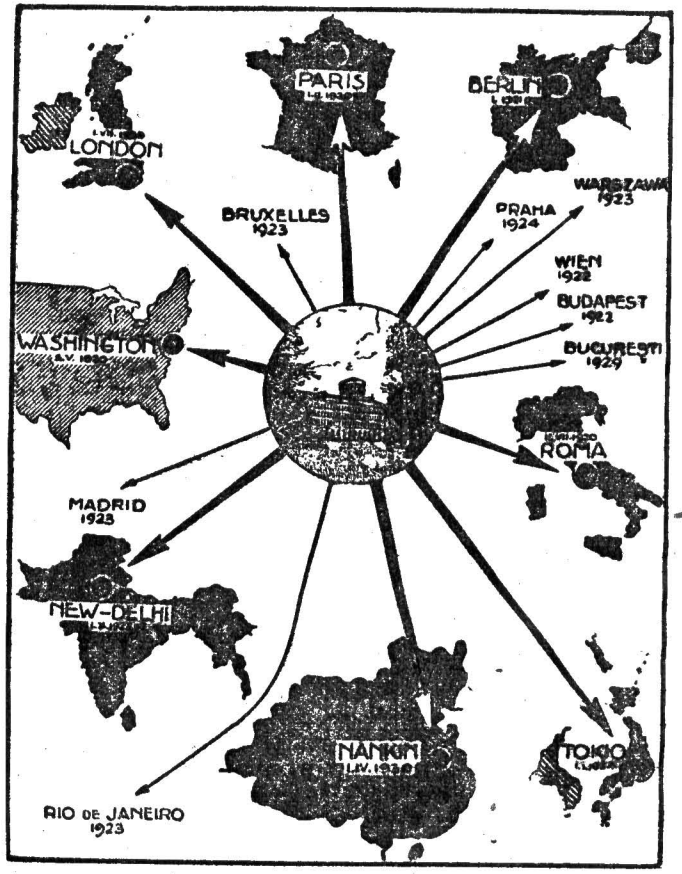 PARIS
BERLIN
LONDON
WARSZAWA
1923
PRAHA
1924
BRUXELLES
1923
WIEN
1922
BUDAPEST
1922
BUCUREŞTI
1929
WASHINGTON
ROMA
MADRID
1923
NEW-DELHI
NANKIN
TOKIO
RIO DE JANEIRO
1923